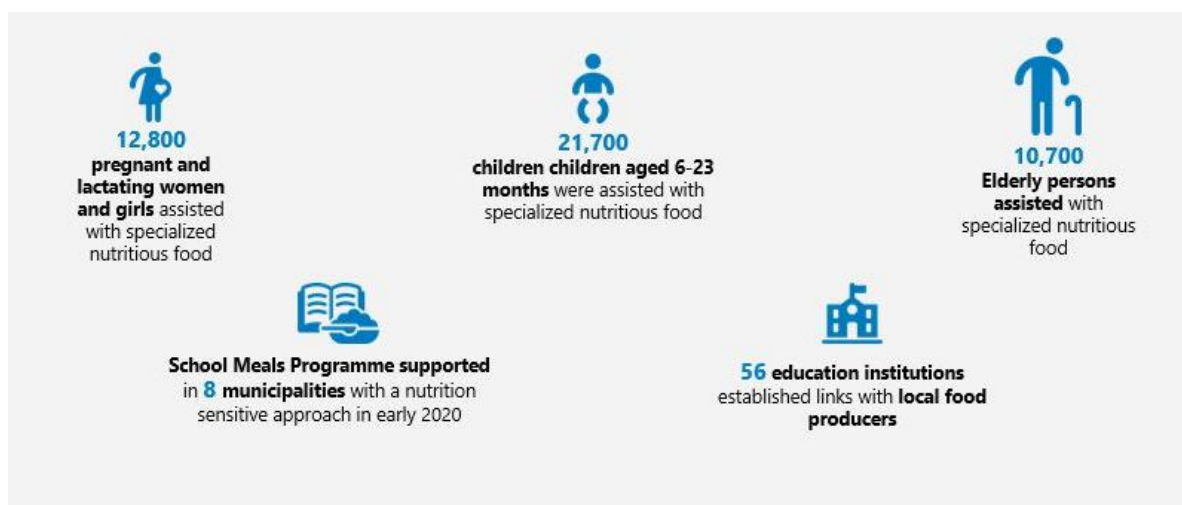 12,800
pregnant and
lactating women
and girls assisted
with specialized
nutritious food
21,700
children children aged 6-23
months were assisted with
specialized nutritious food
10,700
Elderly persons
assisted with
specialized nutritious
food
School Meals Programme supported
in 8 municipalities with a nutrition
sensitive approach in early 2020
56 education institutions
established links with local food
producers